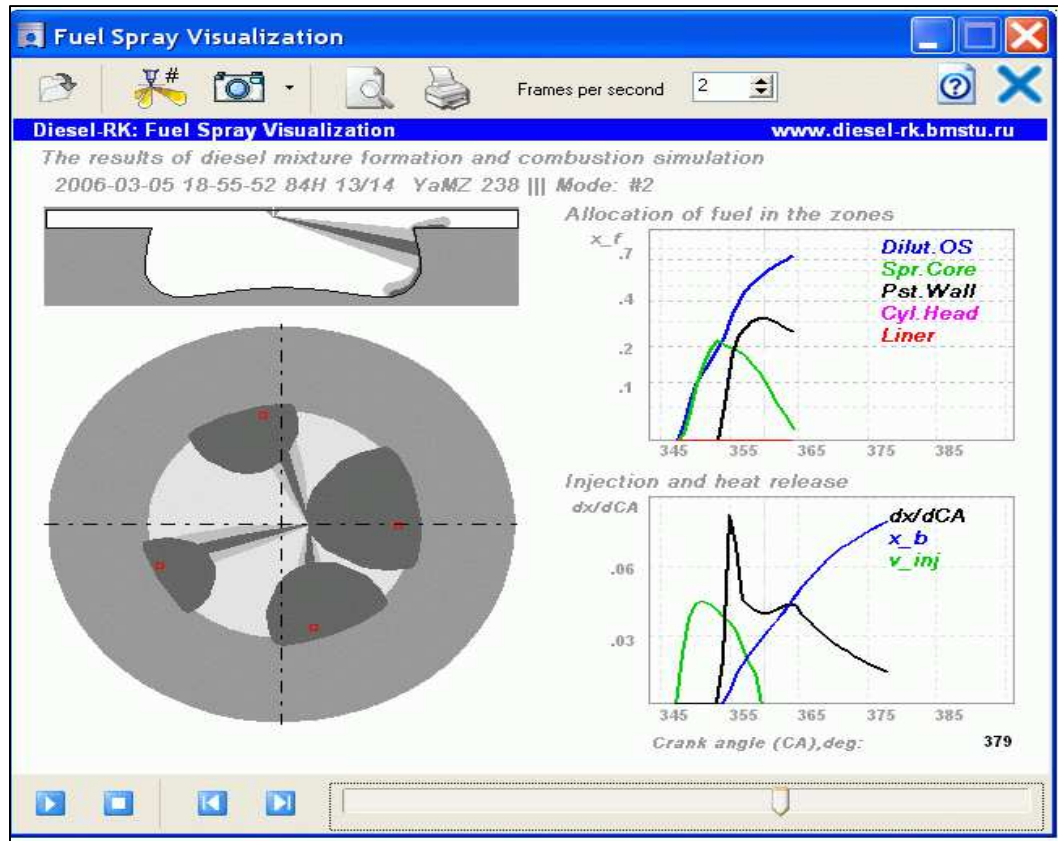 Fuel Spray Visualization
#
Frames per second 2
Diesel-RK: Fuel Spray Visualization www.diesel-rk.bmstu.ru
The results of diesel mixture formation and combustion simulation
2006-03-05 18-55-52 84H 13/14 YaMZ 238 ||| Mode: #2
Allocation of fuel in the zones
x_f
.7
.4
.2
.1
Dilut.OS
Spr.Core
Pst.Wall
Cyl.Head
Liner
345 355 365 375 385
Injection and heat release
dx/dCA
.06
.03
dx/dCA
x_b
v_inj
345 355 365 375 385
Crank angle (CA),deg: 379